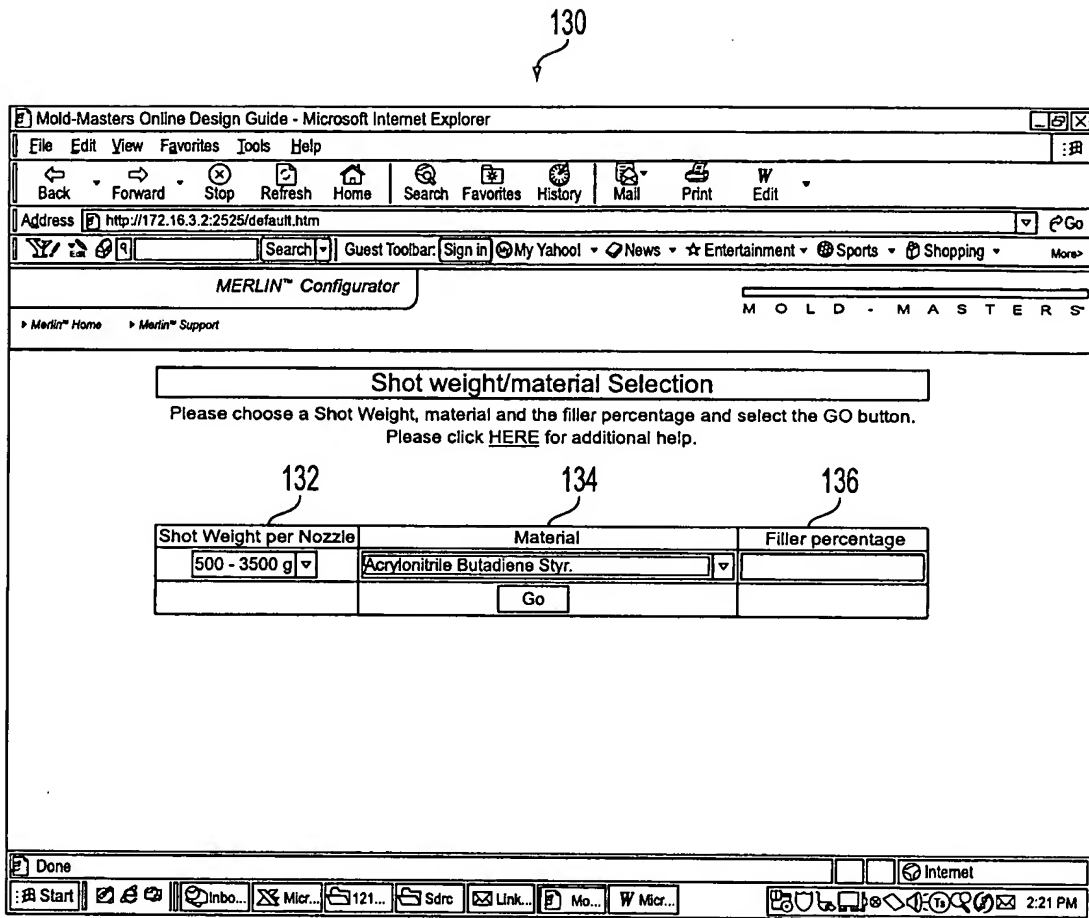 130
Mold-Masters Online Design Guide - Microsoft Internet Explorer
File Edit View Favorites Tools Help
Back Forward Stop Refresh Home Search Favorites History Mail Print Edit
Address http://172.16.3.2:2525/default.htm Go
Search Guest Toolbar: Sign in My Yahoo! News Entertainment Sports Shopping More>
MERLIN™ Configurator
MOLD-MASTERS
Merlin™ Home Merlin™ Support
Shot weight/material Selection
Please choose a Shot Weight, material and the filler percentage and select the GO button.
Please click HERE for additional help.
132 134 136
Shot Weight per Nozzle Material Filler percentage
500 - 3500 g Acrylonitrile Butadiene Styr.
Go
Done Internet
Start Inbo... Micr... 121... Sdrc Link... Mo... Micr... 2:21 PM